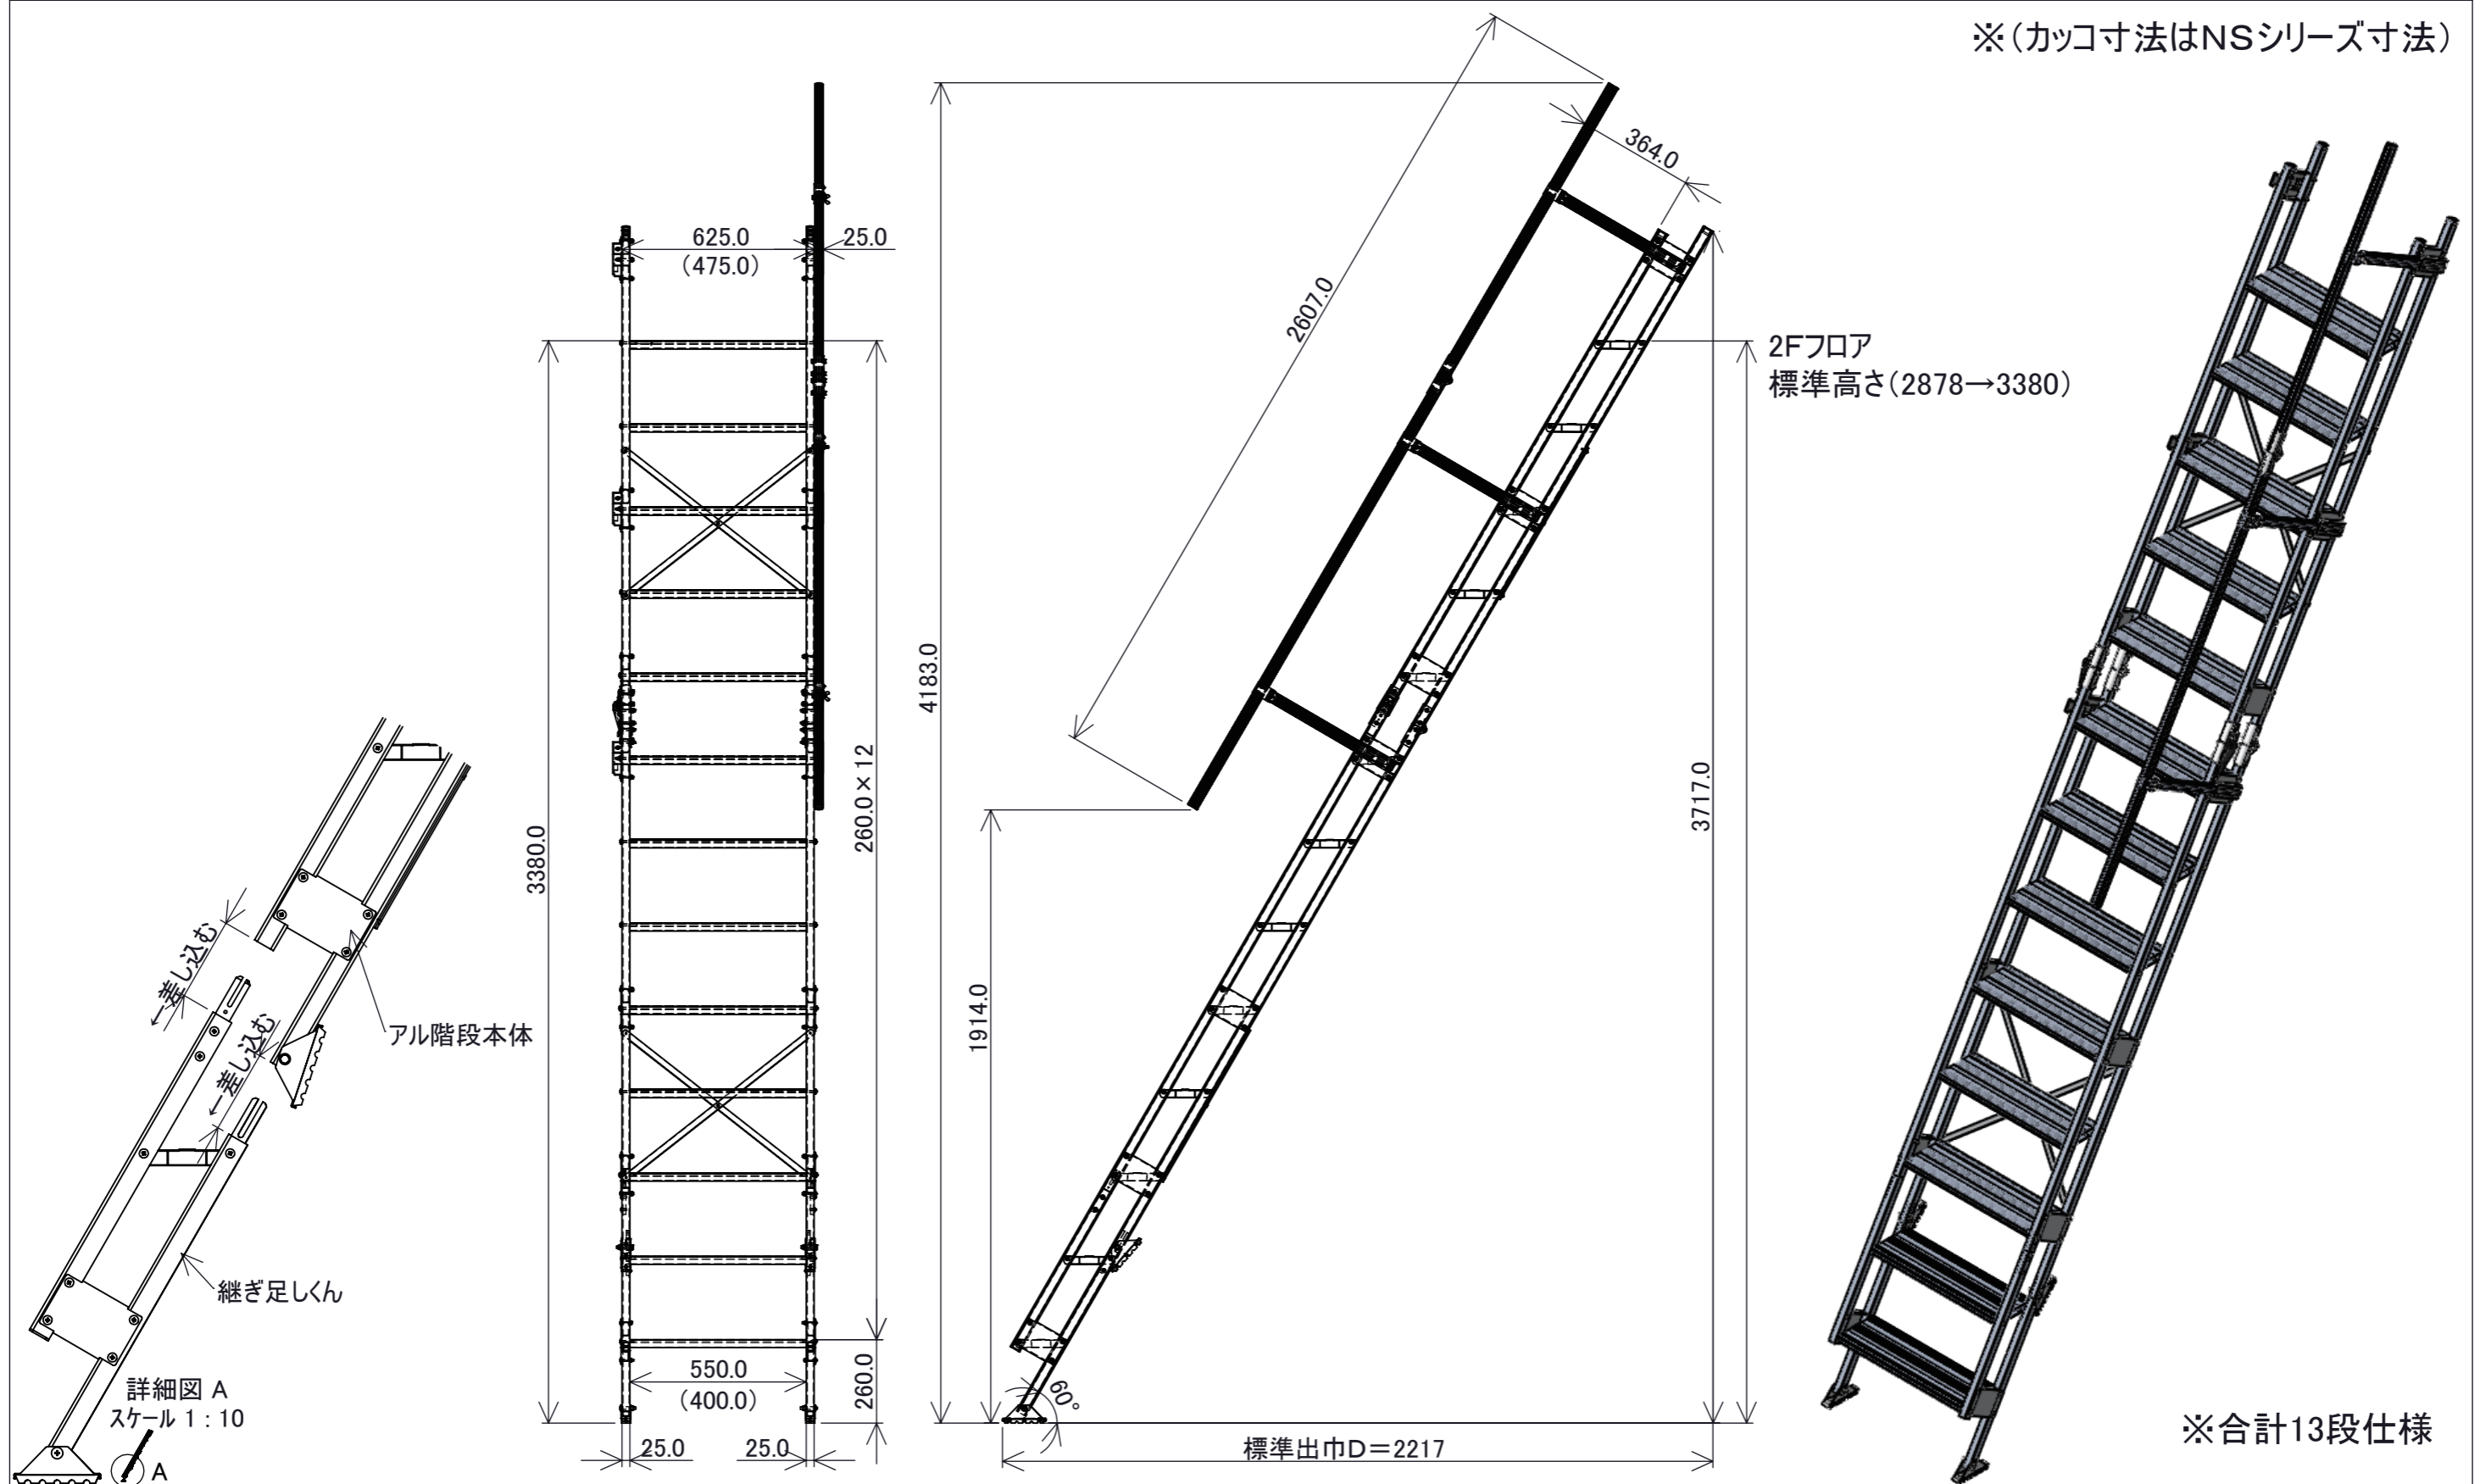 ※(カッコ寸法はNSシリーズ寸法)
364.0
625.0
25.0
(475.0)
2607.0
2Fフロア
標準高さ(2878→3380)
4183.0
3717.0
260.0×12
3380.0
←差し込む
1914.0
←差し込む
アル階段本体
継ぎ足しくん
550.0
(400.0)
260.0
60°
詳細図 A
スケール 1 : 10
A
25.0
25.0
標準出巾D=2217
※合計13段仕様